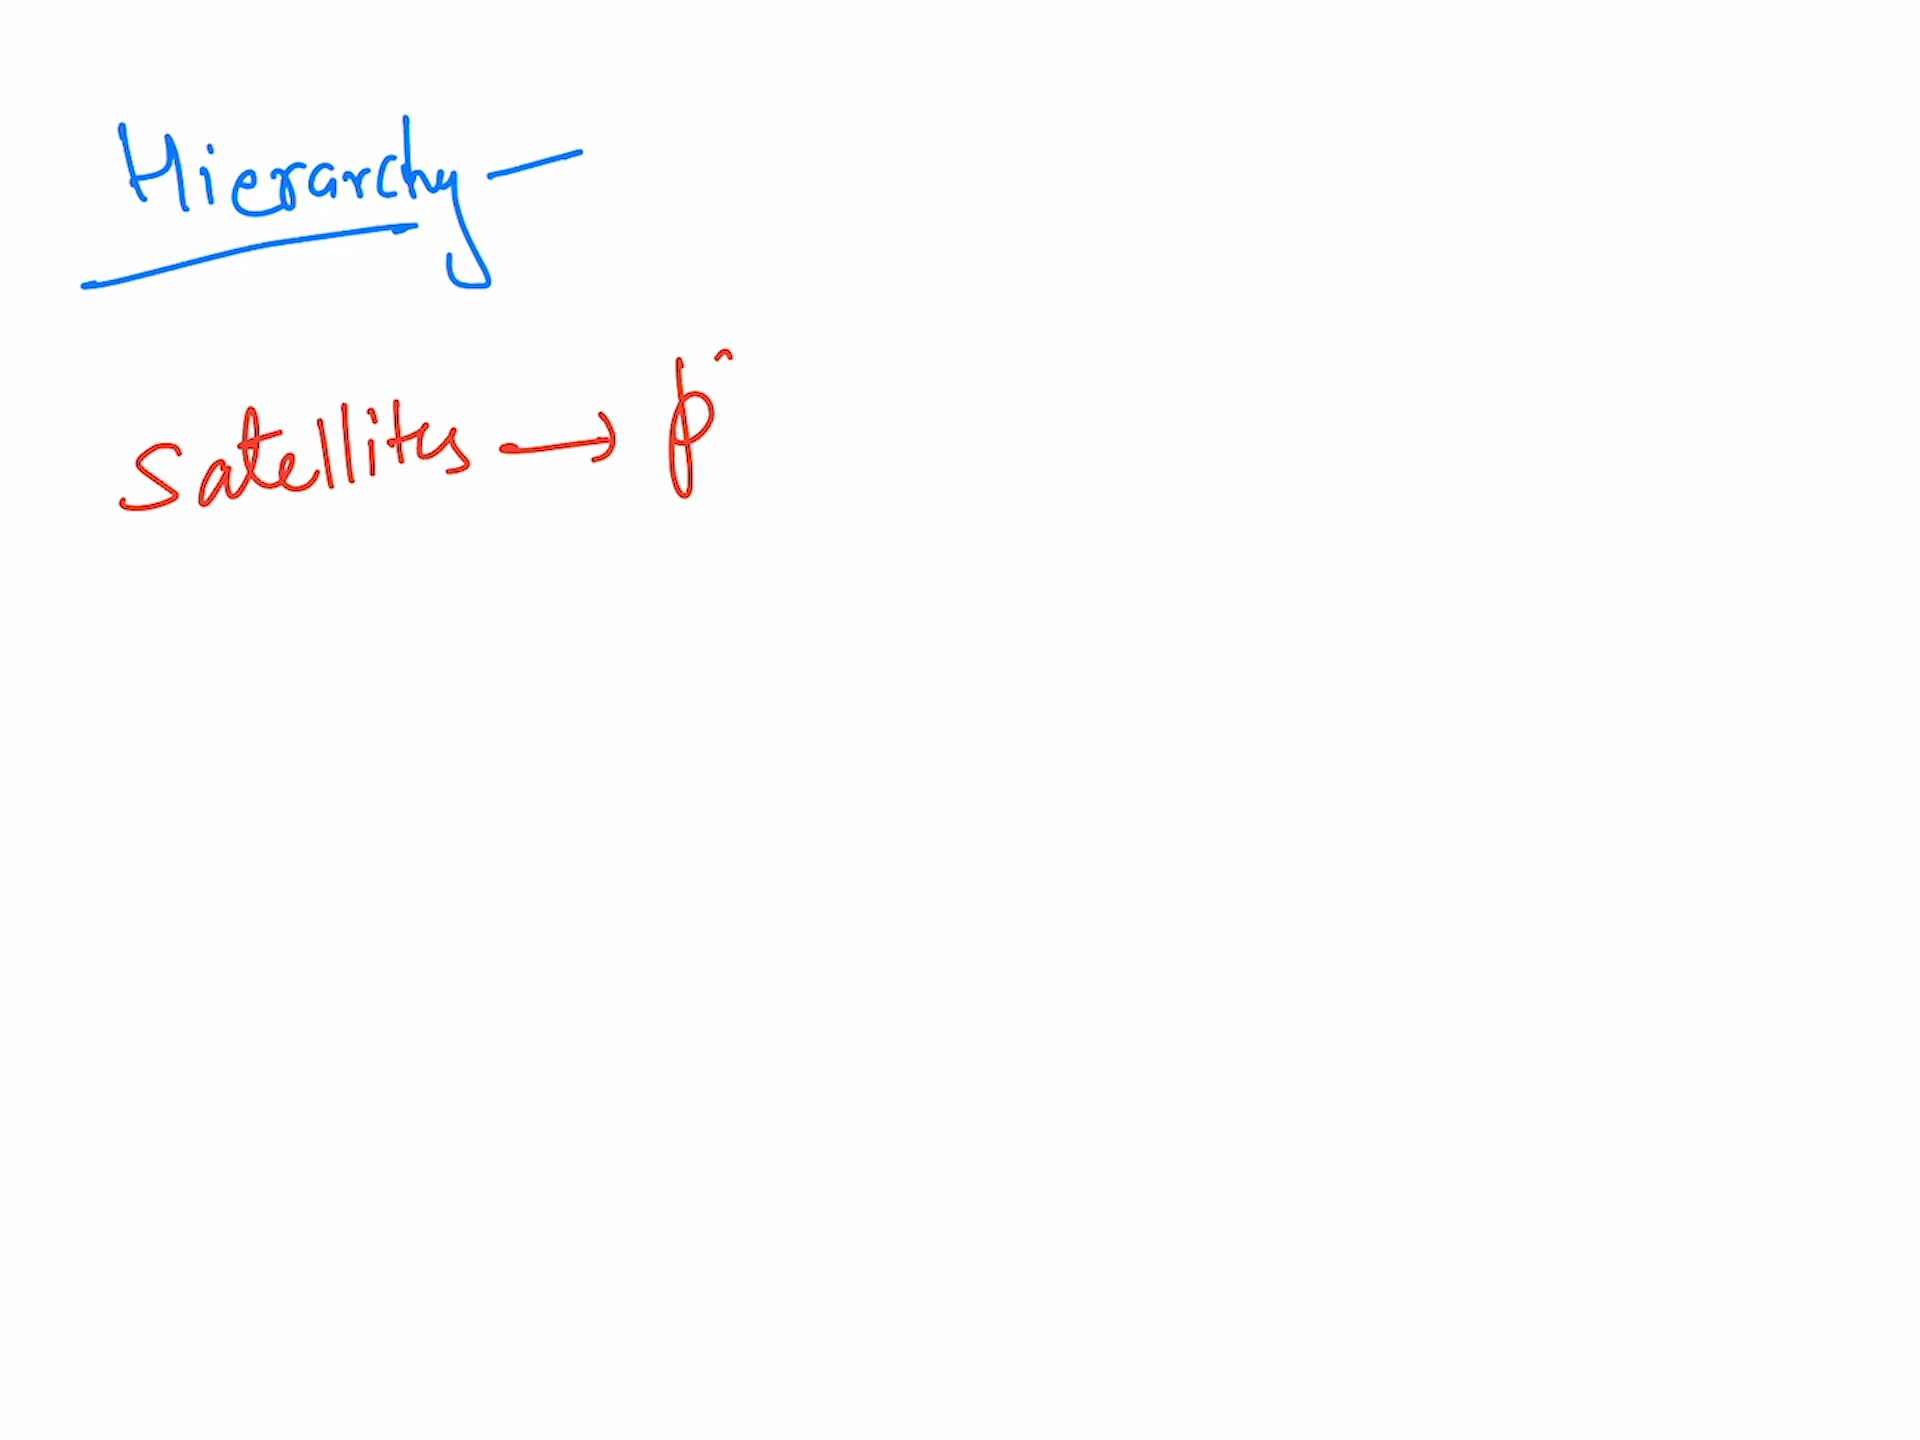 Hierarchy —
Satellites → p